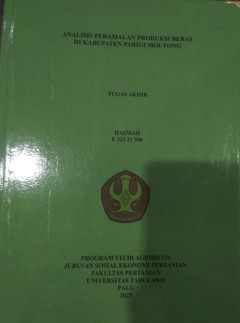 ANALISIS PERAMALAN PRODUKSI BERAS
DI KABUPATEN PARIGI MOUTONG
TUGAS AKHIR
HASMAH
E 321 21 500
PROGRAM STUDI AGRIBISNIS
JURUSAN SOSIAL EKONOMI PERTANIAN
FAKULTAS PERTANIAN
UNIVERSITAS TADULAKO
PALU
2025